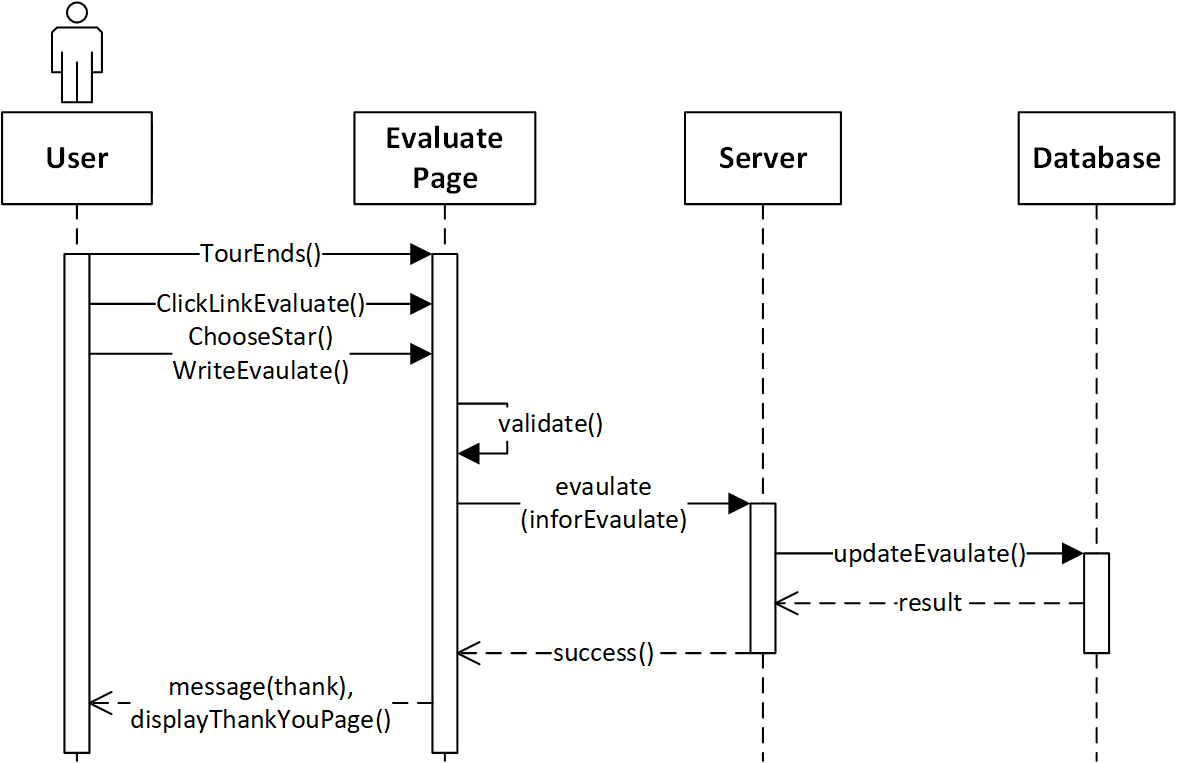 User
Evaluate
Page
Server
Database
TourEnds()
ClickLinkEvaluate()
ChooseStar()
WriteEvaulate()
validate()
evaulate
(inforEvaulate)
updateEvaulate()
result
success()
message(thank),
displayThankYouPage()